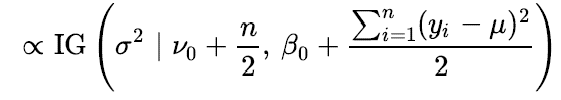 ∝ IG ( σ² | ν₀ + n/2, β₀ + ∑ᵢ₌₁ⁿ(yᵢ − μ)²/2 )